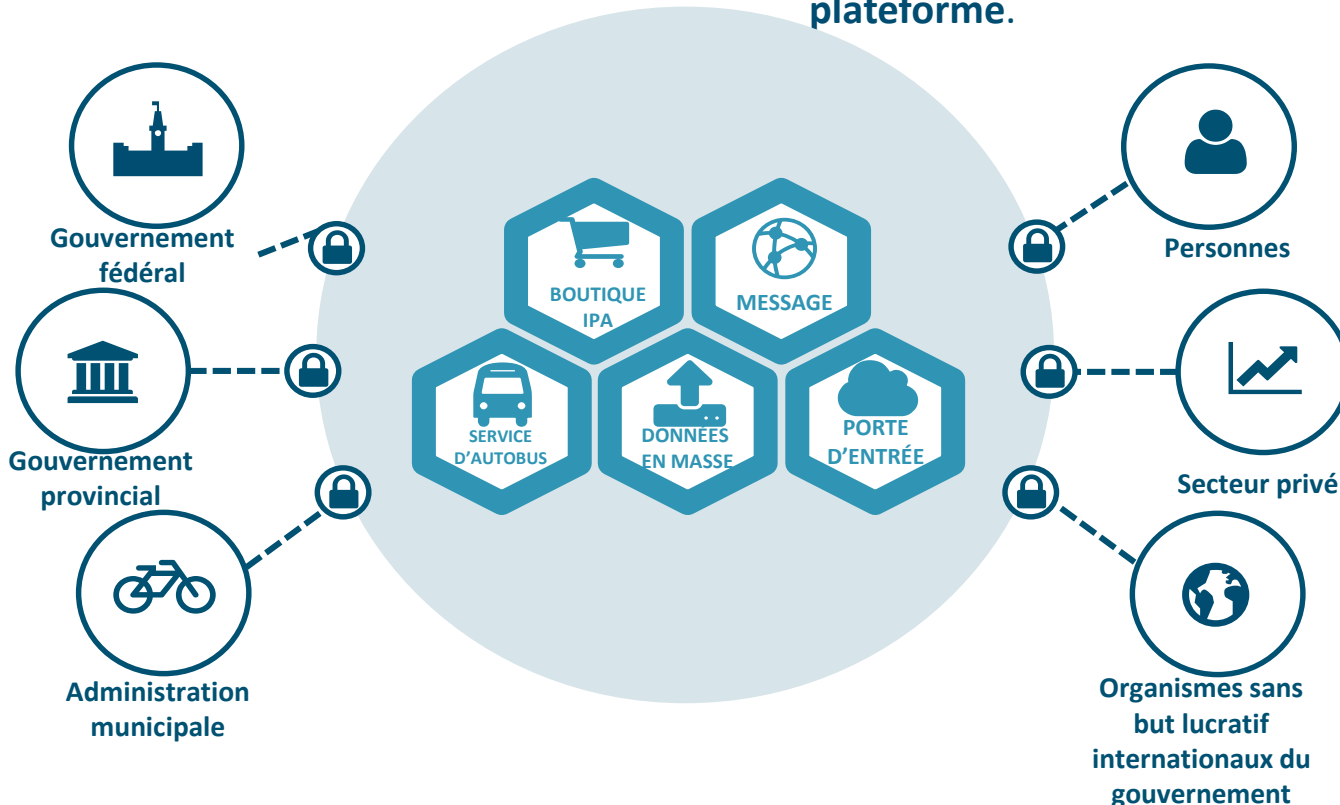 plateforme.
Gouvernement
fédéral
Gouvernement
provincial
Administration
municipale
BOUTIQUE
IPA
MESSAGE
SERVICE
D’AUTOBUS
DONNÉES
EN MASSE
PORTE
D’ENTRÉE
Personnes
Secteur privé
Organismes sans
but lucratif
internationaux du
gouvernement